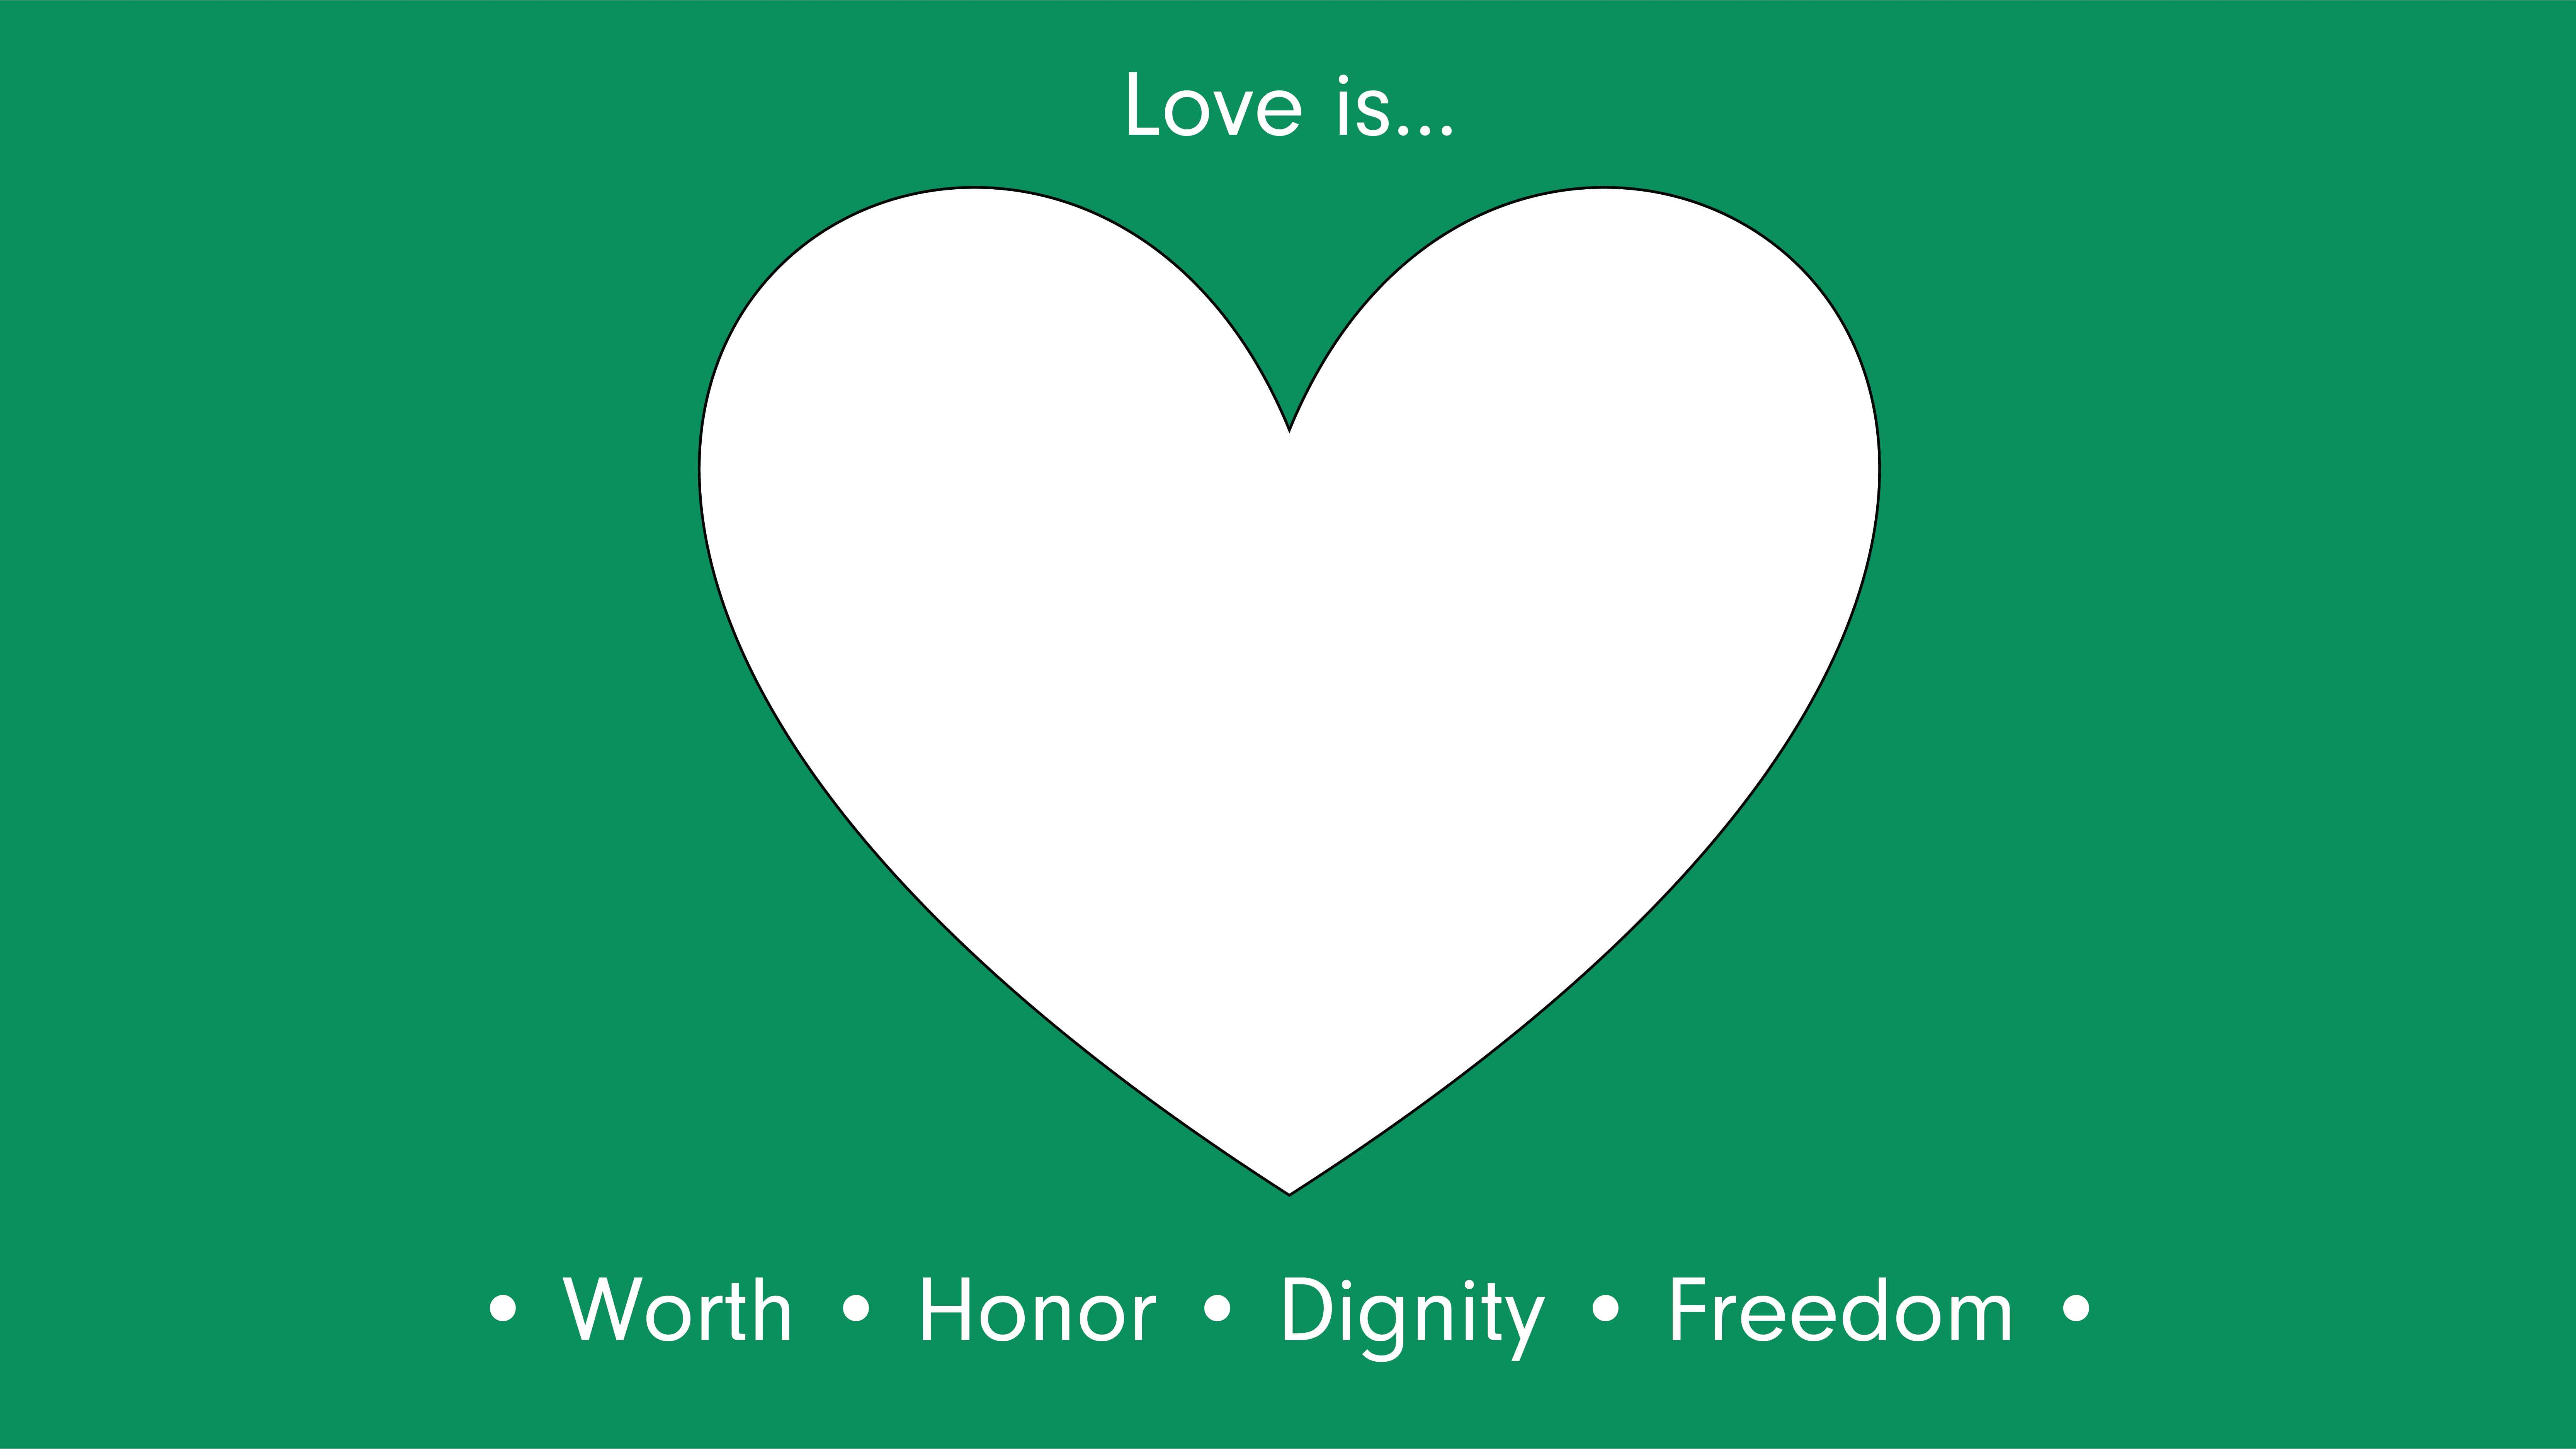 Love is...
• Worth • Honor • Dignity • Freedom •